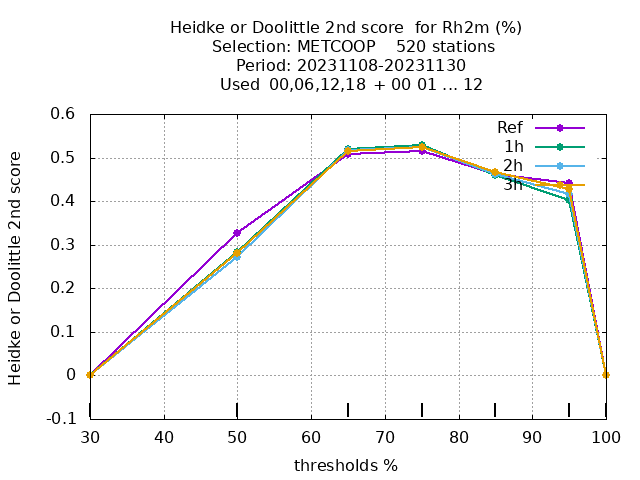 Heidke or Doolittle 2nd score  for Rh2m (%)
Selection: METCOOP    520 stations
Period: 20231108-20231130
Used  00,06,12,18  + 00 01 ... 12
Heidke or Doolittle 2nd score
0.6
0.5
0.4
0.3
0.2
0.1
0
-0.1
30 40 50 60 70 80 90 100
thresholds %
Ref
1h
2h
3h